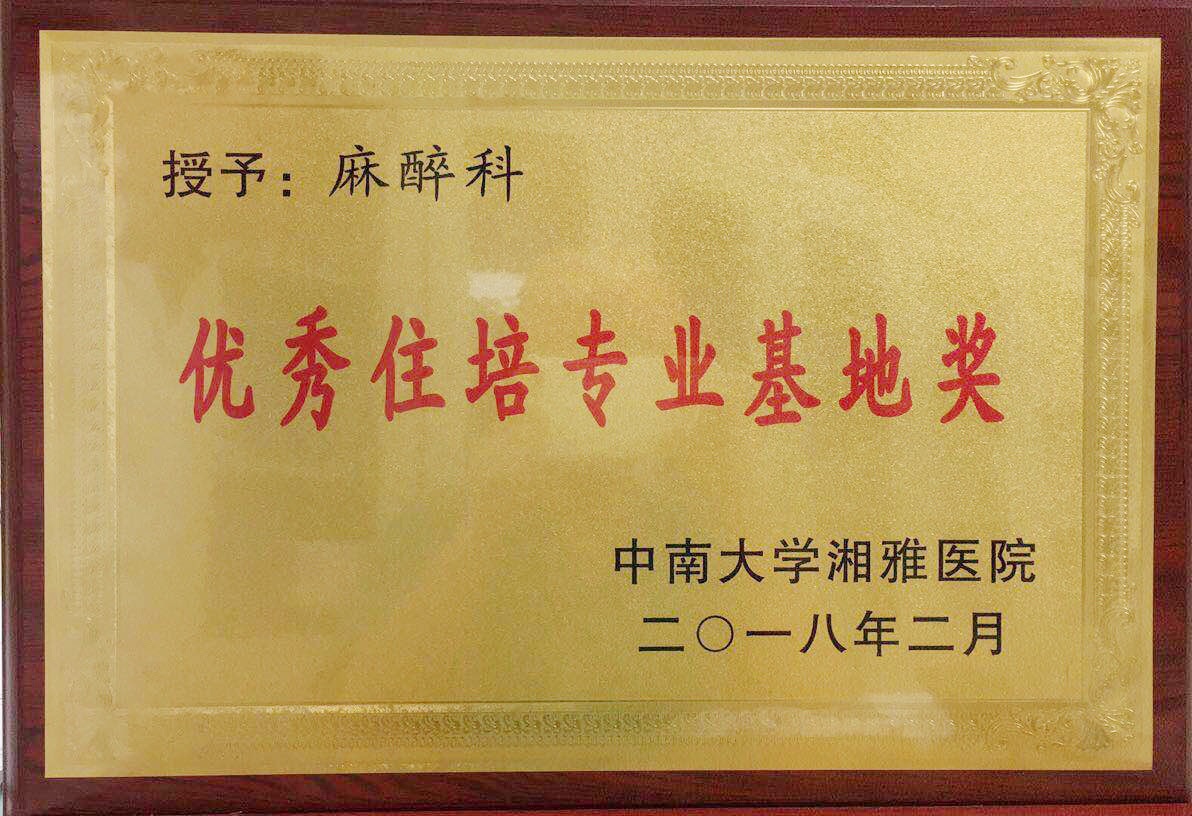 授予：麻醉科
优秀住培专业基地奖
中南大学湘雅医院
二〇一八年二月